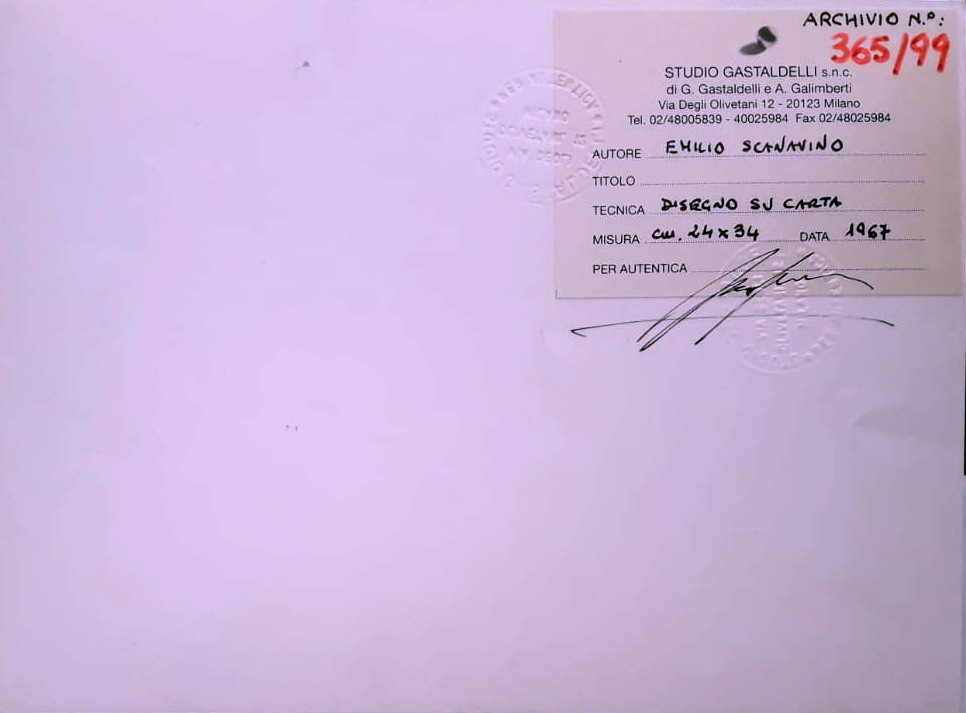 ARCHIVIO N.º:
365/99
STUDIO GASTALDELLI s.n.c.
di G. Gastaldelli e A. Galimberti
Via Degli Olivetani 12 - 20123 Milano
Tel. 02/48005839 - 40025984 Fax 02/48025984
AUTORE EMILIO SCANAVINO
TITOLO
TECNICA DISEGNO SU CARTA
MISURA cm. 24x34 DATA 1967
PER AUTENTICA